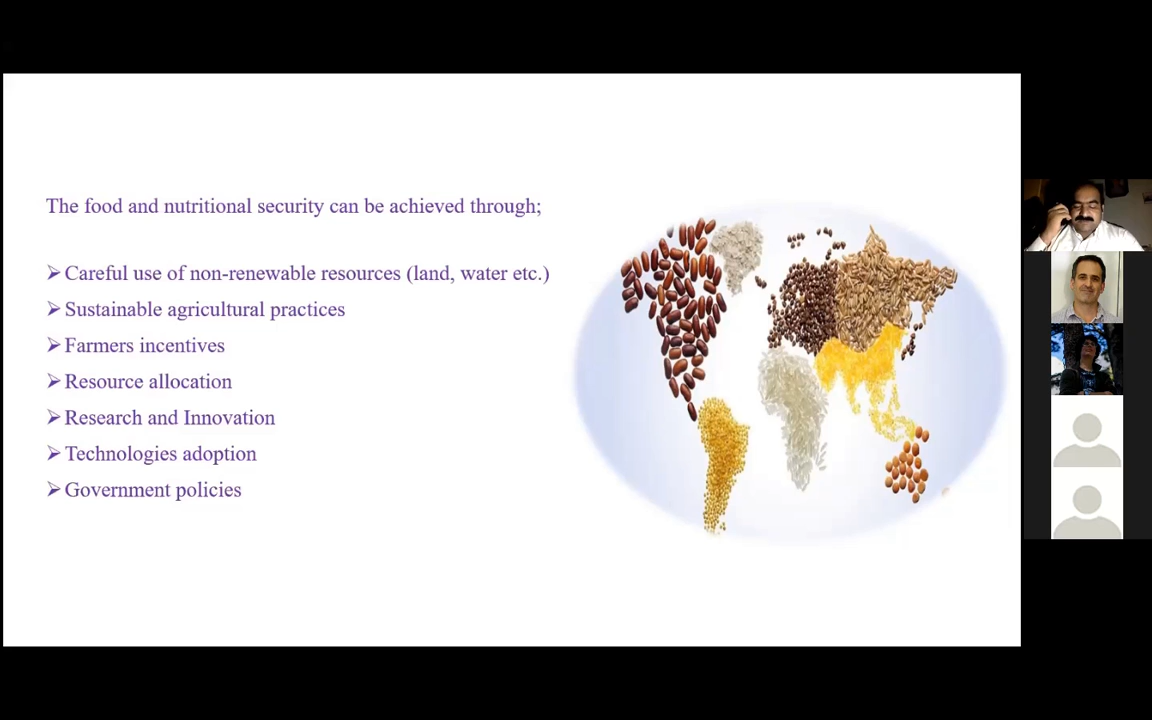 The food and nutritional security can be achieved through;
➢Careful use of non-renewable resources (land, water etc.)
➢Sustainable agricultural practices
➢Farmers incentives
➢Resource allocation
➢Research and Innovation
➢Technologies adoption
➢Government policies